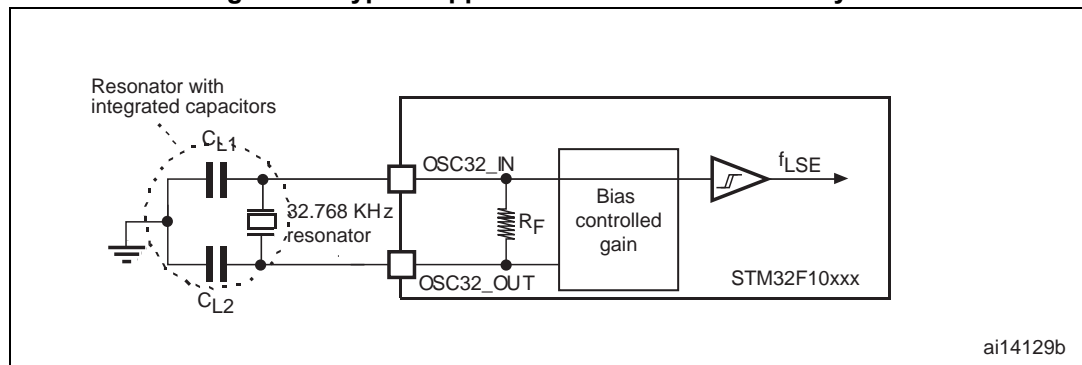 Resonator with
integrated capacitors
CL1
OSC32_IN
fLSE
Bias
controlled
gain
32.768 KHz
resonator
RF
STM32F10xxx
OSC32_OUT
CL2
ai14129b